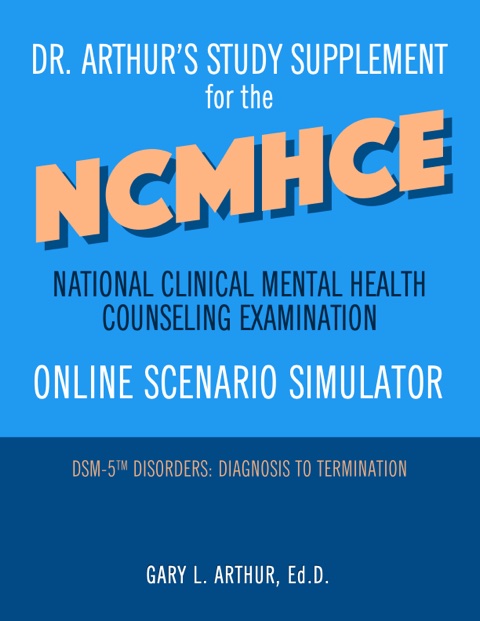 DR. ARTHUR'S STUDY SUPPLEMENT
for the
NCMHCE
NATIONAL CLINICAL MENTAL HEALTH
COUNSELING EXAMINATION
ONLINE SCENARIO SIMULATOR
DSM-5™ DISORDERS: DIAGNOSIS TO TERMINATION
GARY L. ARTHUR, Ed.D.